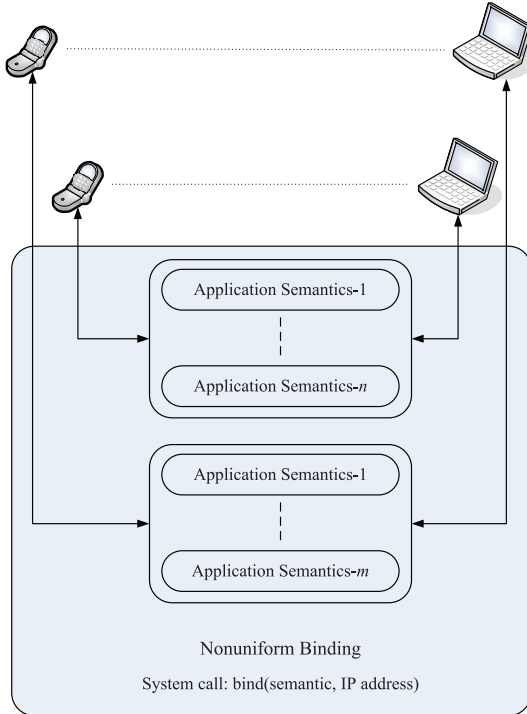 Application Semantics-1
Application Semantics-n
Application Semantics-1
Application Semantics-m
Nonuniform Binding
System call: bind(semantic, IP address)